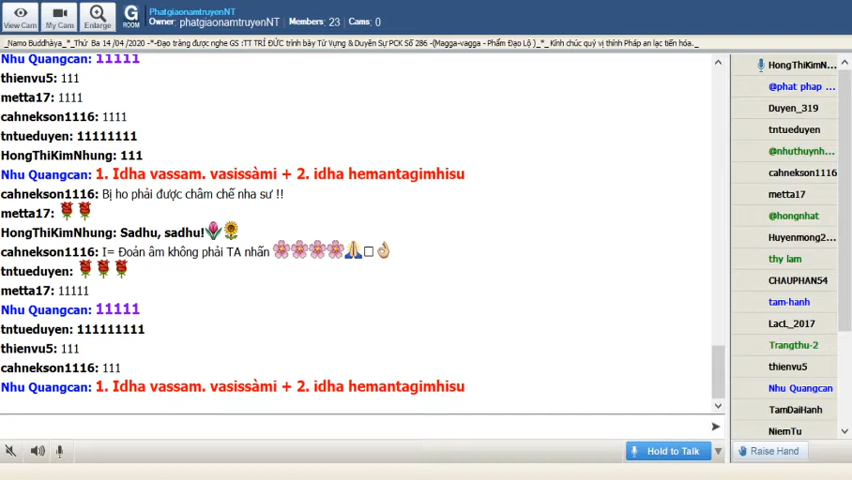 View Cam
My Cam
Enlarge
G ROOM
PhatgiaonamtruyenNT
Owner: phatgiaonamtruyenNT Members: 23 Cams: 0
_Namo Buddhàya_*_Thứ Ba 14 /04 /2020 -*-Đạo tràng được nghe GS :TT TRÍ ĐỨC trình bày Từ Vựng & Duyên Sự PCK Số 286 -(Magga-vagga - Phẩm Đạo Lộ )_*_ Kính chúc quý vị thính Pháp an lạc tiến hóa._
Nhu Quangcan: 11111
thienvu5: 111
metta17: 1111
cahnekson1116: 1111
tntueduyen: 11111111
HongThiKimNhung: 111
Nhu Quangcan: 1. Idha vassam. vasissàmi + 2. idha hemantagimhisu
cahnekson1116: Bị ho phải được châm chế nha sư !!
metta17:
HongThiKimNhung: Sadhu, sadhu!
cahnekson1116: I= Đoản âm không phải TA nhấn
tntueduyen:
metta17: 11111
Nhu Quangcan: 11111
tntueduyen: 111111111
thienvu5: 111
cahnekson1116: 111
Nhu Quangcan: 1. Idha vassam. vasissàmi + 2. idha hemantagimhisu
HongThiKimN...
@phat phap ...
Duyen_319
tntueduyen
@nhuthuynh...
cahnekson1116
metta17
@hongnhat
Huyenmong2...
thy lam
CHAUPHAN54
tam-hanh
LacL_2017
Trangthu-2
thienvu5
Nhu Quangcan
TamDaiHanh
NiemTu
Hold to Talk
Raise Hand